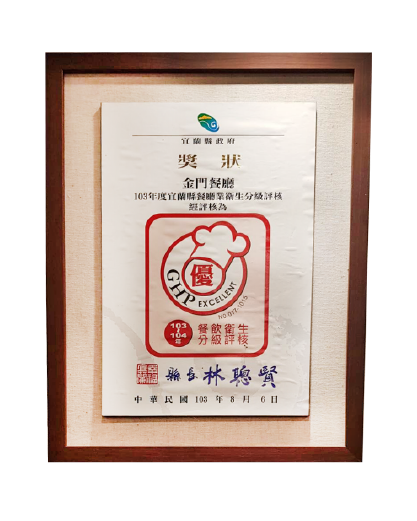 宜蘭縣政府
獎狀
金門餐廳
103年度宜蘭縣餐廳業衛生分級評核
經評核為
優
GHP EXCELLENT
103
104
年
餐飲衛生
分級評核
縣長 林聰賢
中華民國 103 年 8 月 6 日